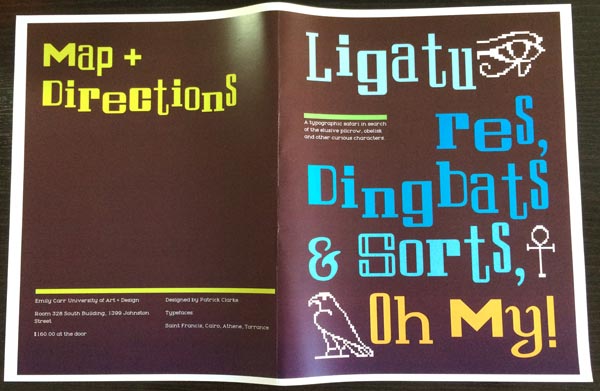 Map +
Directions
Emily Carr University of Art + Design
Room 328 South Building, 1399 Johnston
Street
$160.00 at the door
Designed by Patrick Clarke
Typefaces
Saint Francis, Cairo, Athene, Torrance
Ligatu
res,
A typographic safari in search
of the elusive pilcrow, obelisk
and other curious characters
Dingbats
& Sorts,
Oh My!